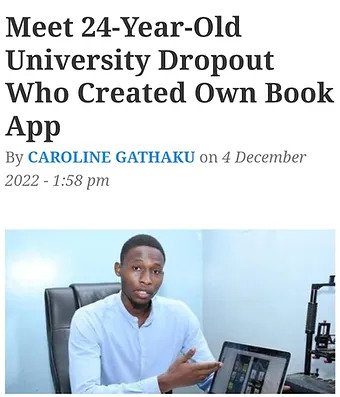 Meet 24-Year-Old
University Dropout
Who Created Own Book
App
By CAROLINE GATHAKU on 4 December
2022 - 1:58 pm